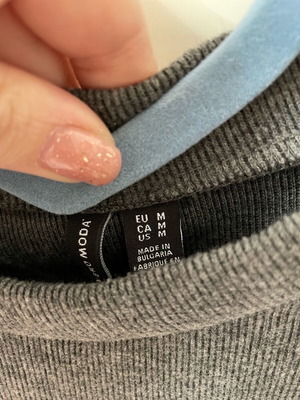 MODA
EU M
CA M
US M
MADE IN
BULGARIA
FABRIQUE EN